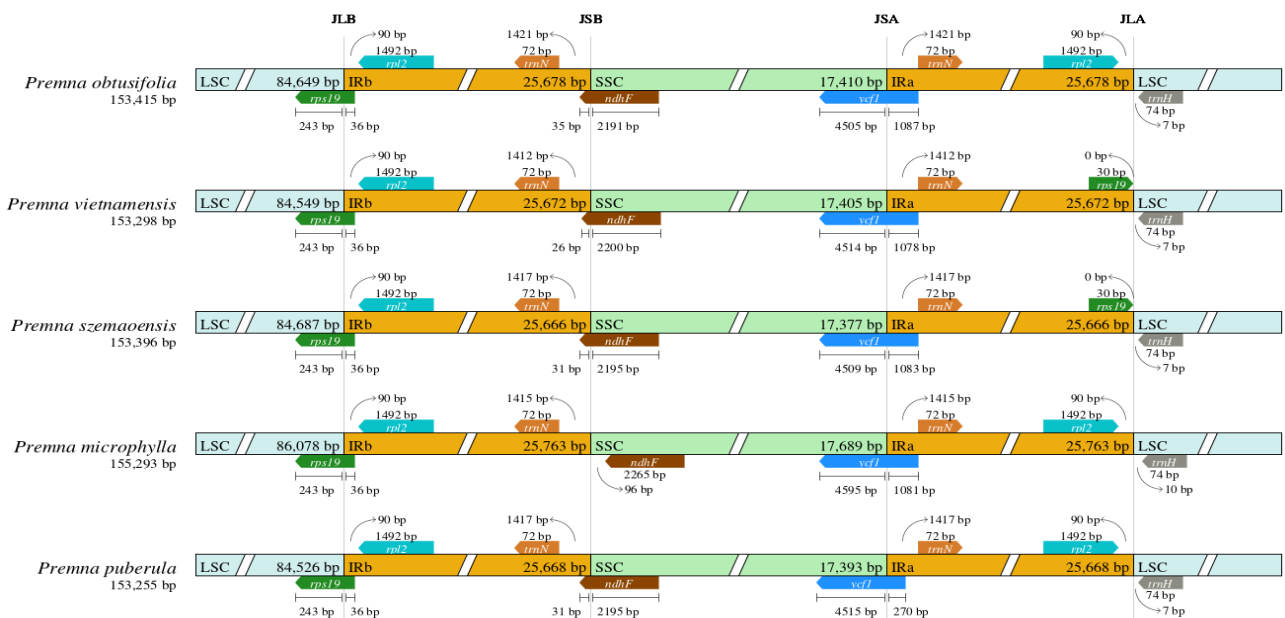 JLB JSB JSA JLA
90 bp 1421 bp 1421 bp 90 bp
1492 bp 72 bp 72 bp 1492 bp
rpl2 trnN trnN rpl2
Premna obtusifolia LSC 84,649 bp IRb 25,678 bp SSC 17,410 bp IRa 25,678 bp LSC
153,415 bp rps19 ndhF ycf1 trnH
74 bp
243 bp 36 bp 35 bp 2191 bp 4505 bp 1087 bp 7 bp
90 bp 1412 bp 1412 bp 0 bp
1492 bp 72 bp 72 bp 30 bp
rpl2 trnN trnN rps19
Premna vietnamensis LSC 84,549 bp IRb 25,672 bp SSC 17,405 bp IRa 25,672 bp LSC
153,298 bp rps19 ndhF ycf1 trnH
74 bp
243 bp 36 bp 26 bp 2200 bp 4514 bp 1078 bp 7 bp
90 bp 1417 bp 1417 bp 0 bp
1492 bp 72 bp 72 bp 30 bp
rpl2 trnN trnN rps19
Premna szemaoensis LSC 84,687 bp IRb 25,666 bp SSC 17,377 bp IRa 25,666 bp LSC
153,396 bp rps19 ndhF ycf1 trnH
74 bp
243 bp 36 bp 31 bp 2195 bp 4509 bp 1083 bp 7 bp
90 bp 1415 bp 1415 bp 90 bp
1492 bp 72 bp 72 bp 1492 bp
rpl2 trnN trnN rpl2
Premna microphylla LSC 86,078 bp IRb 25,763 bp SSC 17,689 bp IRa 25,763 bp LSC
155,293 bp rps19 ndhF ycf1 trnH
2265 bp 74 bp
243 bp 36 bp 96 bp 4595 bp 1081 bp 10 bp
90 bp 1417 bp 1417 bp 90 bp
1492 bp 72 bp 72 bp 1492 bp
rpl2 trnN trnN rpl2
Premna puberula LSC 84,526 bp IRb 25,668 bp SSC 17,393 bp IRa 25,668 bp LSC
153,255 bp rps19 ndhF ycf1 trnH
74 bp
243 bp 36 bp 31 bp 2195 bp 4515 bp 270 bp 7 bp